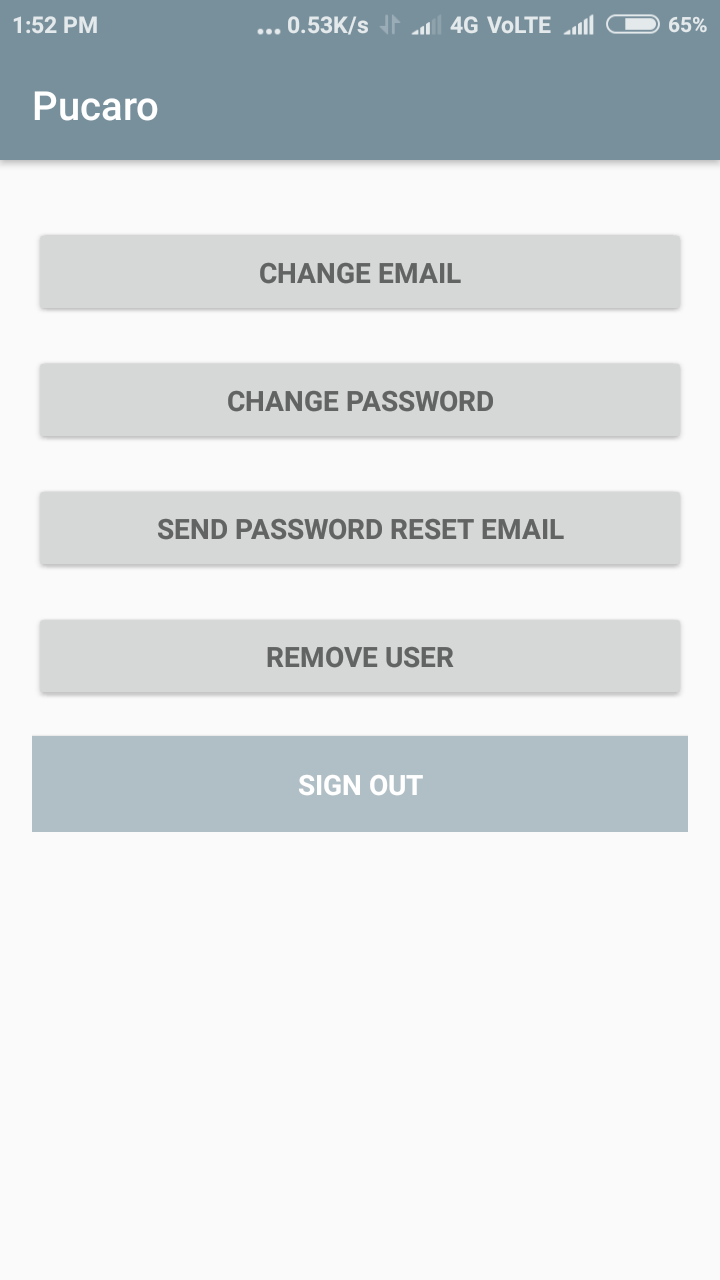 1:52 PM ... 0.53K/s 4G VoLTE 65%
Pucaro
CHANGE EMAIL
CHANGE PASSWORD
SEND PASSWORD RESET EMAIL
REMOVE USER
SIGN OUT